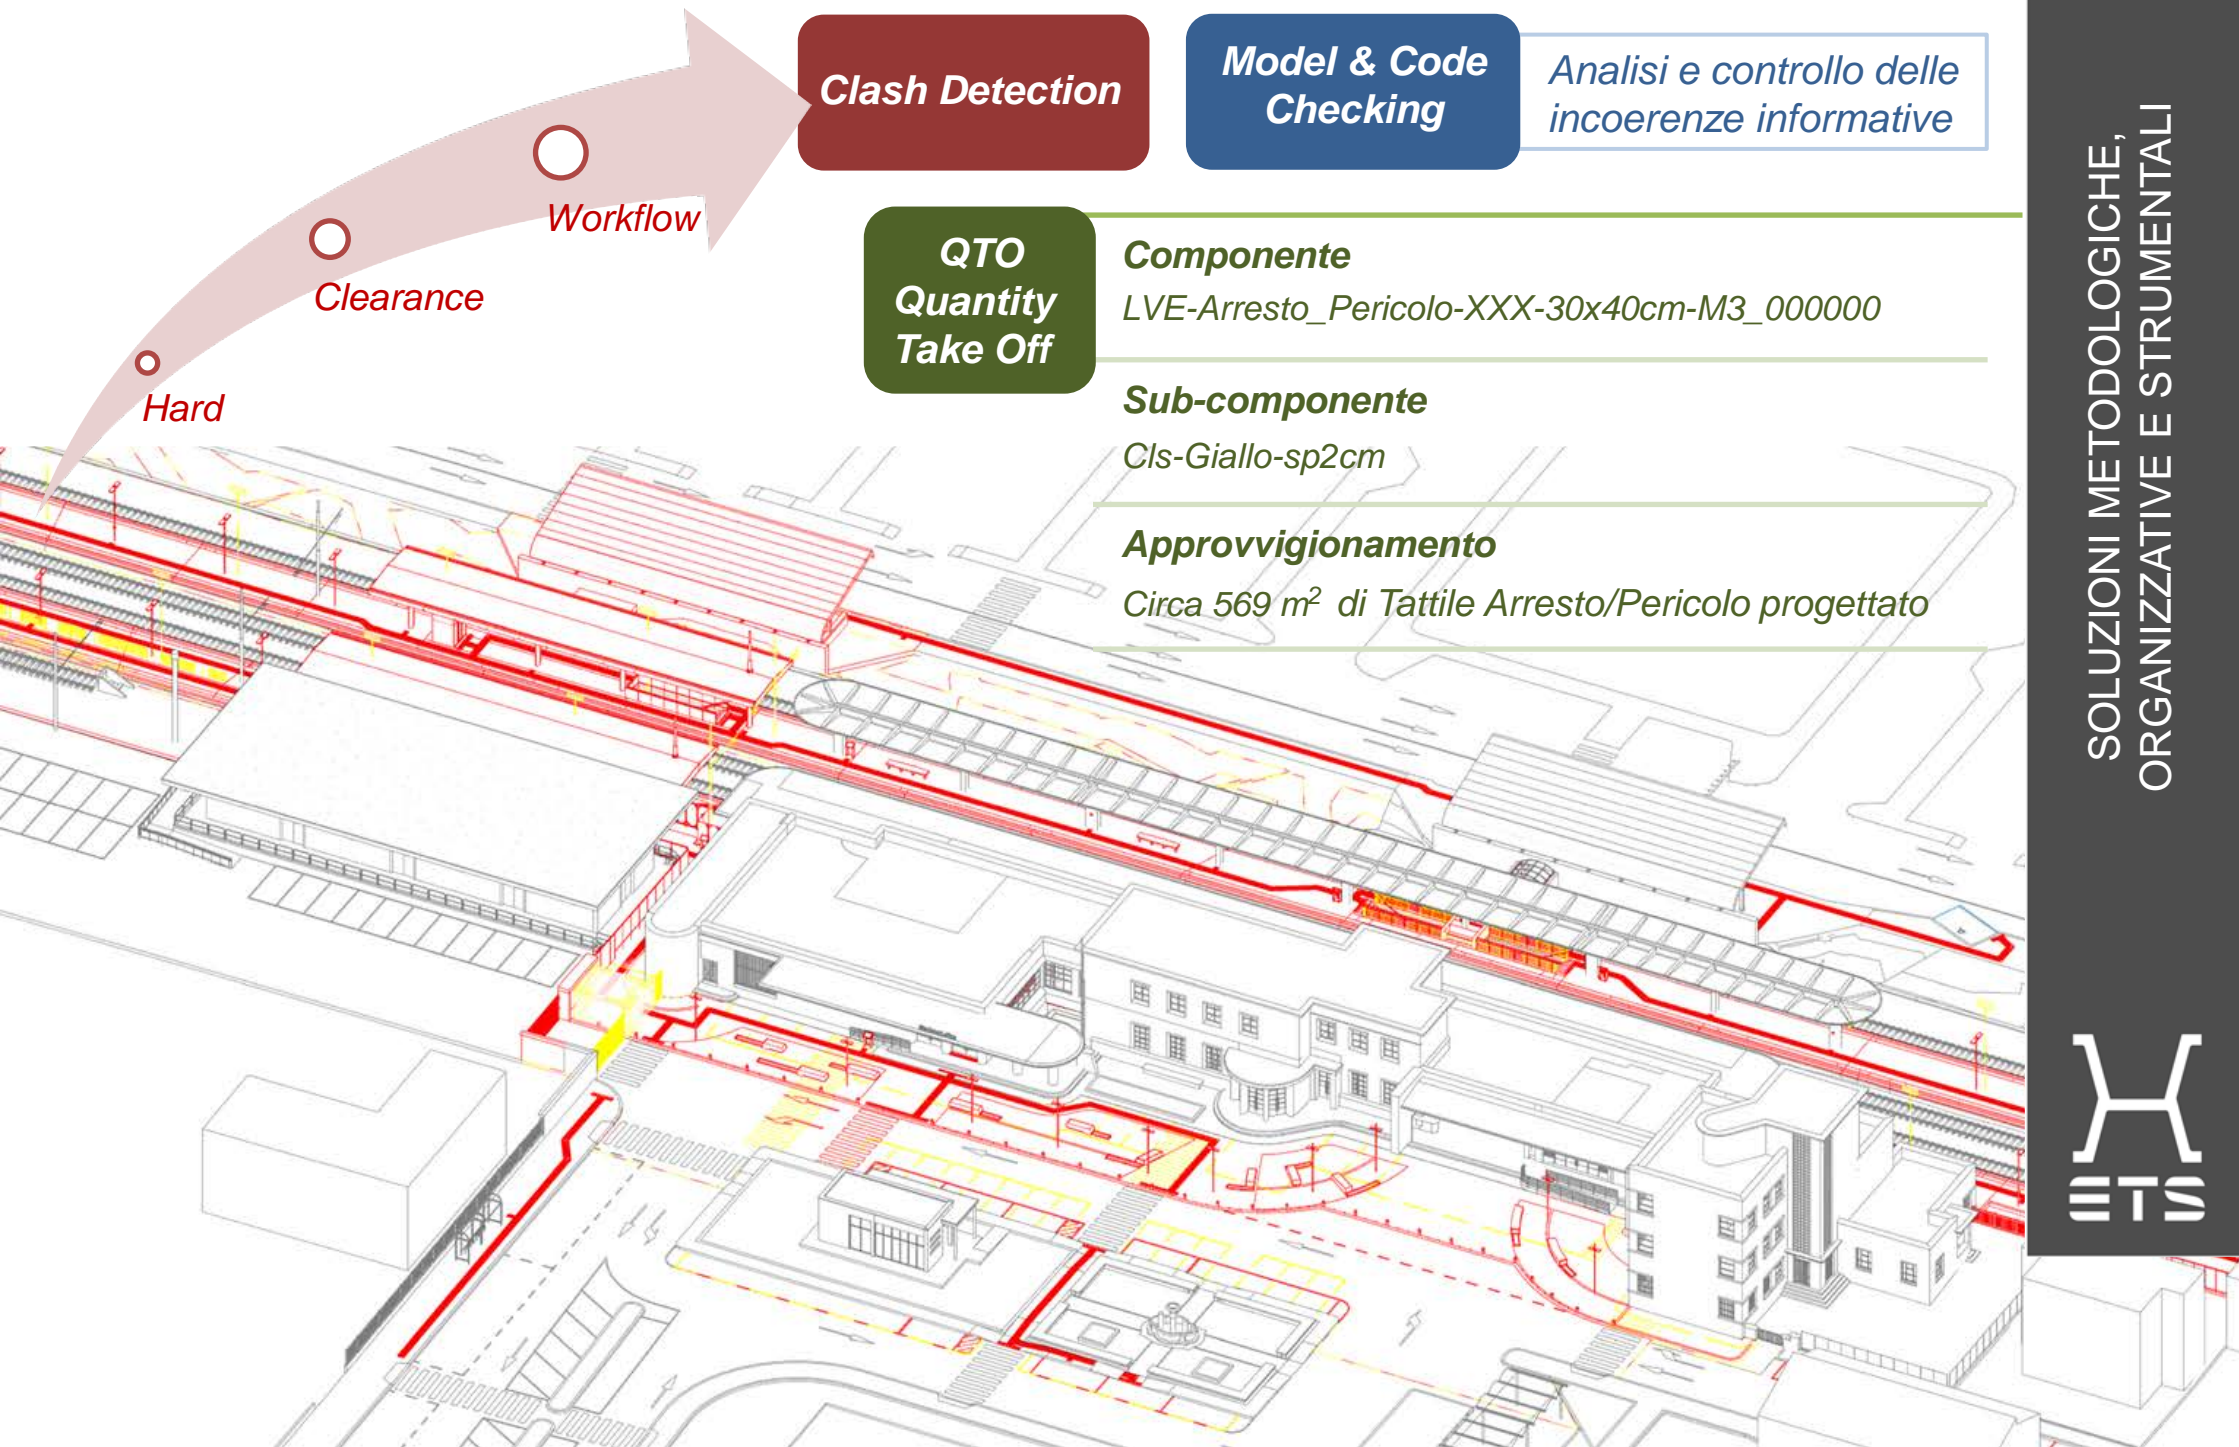 Clash Detection
Model & Code
Checking
Analisi e controllo delle
incoerenze informative
Workflow
Clearance
Hard
QTO
Quantity
Take Off
Componente
LVE-Arresto_Pericolo-XXX-30x40cm-M3_000000
Sub-componente
Cls-Giallo-sp2cm
Approvvigionamento
Circa 569 m² di Tattile Arresto/Pericolo progettato
SOLUZIONI METODOLOGICHE,
ORGANIZZATIVE E STRUMENTALI
ETS